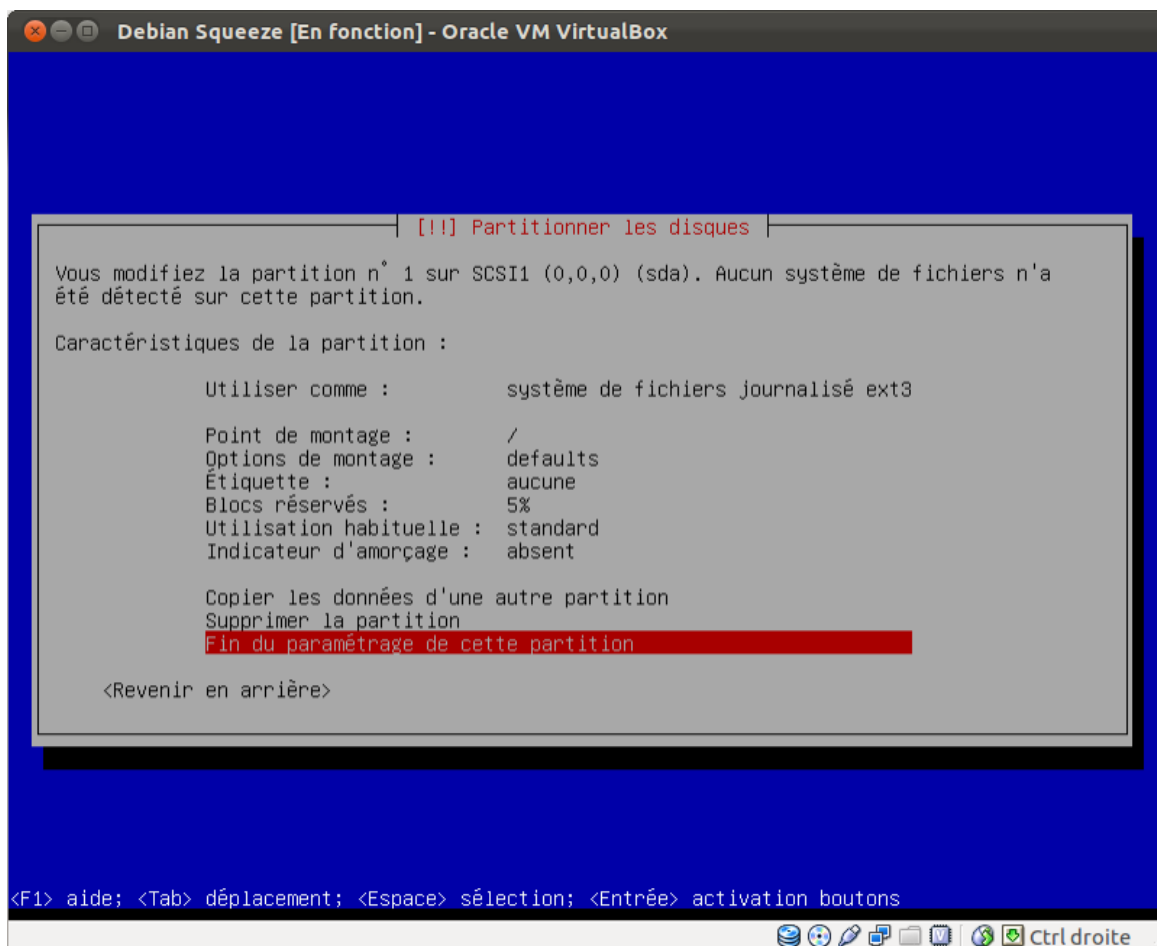 Debian Squeeze [En fonction] - Oracle VM VirtualBox
[!!] Partitionner les disques
Vous modifiez la partition n° 1 sur SCSI1 (0,0,0) (sda). Aucun système de fichiers n'a
été détecté sur cette partition.
Caractéristiques de la partition :
Utiliser comme : système de fichiers journalisé ext3
Point de montage : /
Options de montage : defaults
Étiquette : aucune
Blocs réservés : 5%
Utilisation habituelle : standard
Indicateur d'amorçage : absent
Copier les données d'une autre partition
Supprimer la partition
Fin du paramétrage de cette partition
<Revenir en arrière>
<F1> aide; <Tab> déplacement; <Espace> sélection; <Entrée> activation boutons
Ctrl droite